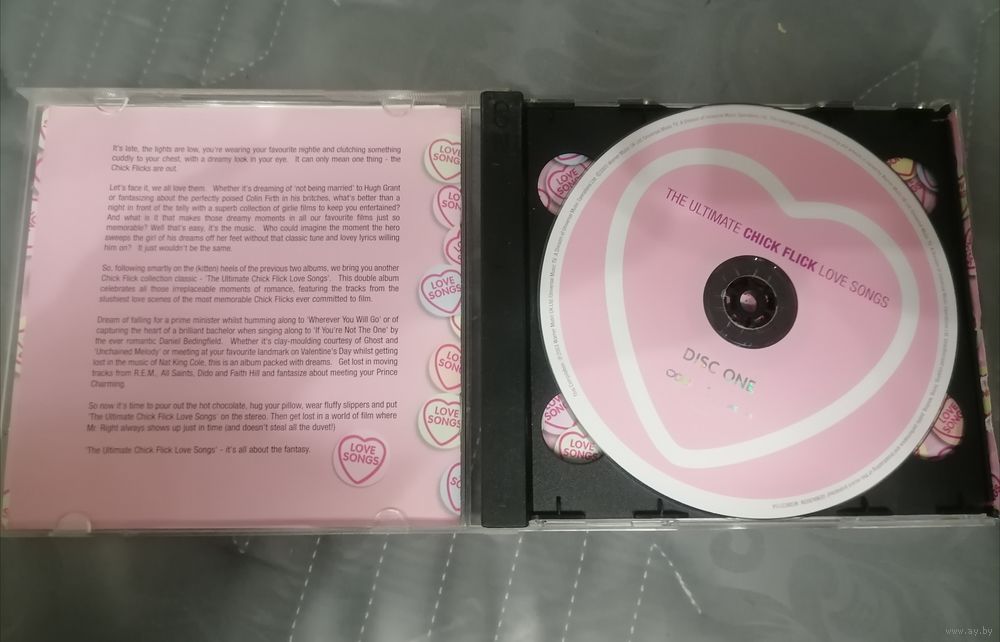 It's late, the lights are low, you're wearing your favourite nightie and clutching something
cuddly to your chest, with a dreamy look in your eye. It can only mean one thing - the
Chick Flicks are out.
Let's face it, we all love them. Whether it's dreaming of 'not being married' to Hugh Grant
or fantasizing about the perfectly poised Colin Firth in his britches, what's better than a
night in front of the telly with a superb collection of girlie films to keep you entertained?
And what is it that makes those dreamy moments in all our favourite films just so
memorable? Well that's easy, it's the music. Who could imagine the moment the hero
sweeps the girl of his dreams off her feet without that classic tune and lovey lyrics willing
him on? It just wouldn't be the same.
So, following smartly on the (kitten) heels of the previous two albums, we bring you another
Chick Flick collection classic - 'The Ultimate Chick Flick Love Songs'. This double album
celebrates all those irreplaceable moments of romance, featuring the tracks from the
slushiest love scenes of the most memorable Chick Flicks ever committed to film.
Dream of falling for a prime minister whilst humming along to 'Wherever You Will Go' or of
capturing the heart of a brilliant bachelor when singing along to 'If You're Not The One' by
the ever romantic Daniel Bedingfield. Whether it's clay-moulding courtesy of Ghost and
'Unchained Melody' or meeting at your favourite landmark on Valentine's Day whilst getting
lost in the music of Nat King Cole, this is an album packed with dreams. Get lost in moving
tracks from R.E.M., All Saints, Dido and Faith Hill and fantasize about meeting your Prince
Charming.
So now it's time to pour out the hot chocolate, hug your pillow, wear fluffy slippers and put
'The Ultimate Chick Flick Love Songs' on the stereo. Then get lost in a world of film where
Mr. Right always shows up just in time (and doesn't steal all the duvet!)
'The Ultimate Chick Flick Love Songs' - it's all about the fantasy.
LOVE
SONGS
LOVE
SONG
LOVE
SONGS
LOVE
SONGS
THE ULTIMATE CHICK FLICK LOVE SONGS
DISC ONE
LOVE
SONGS
www.ay.by